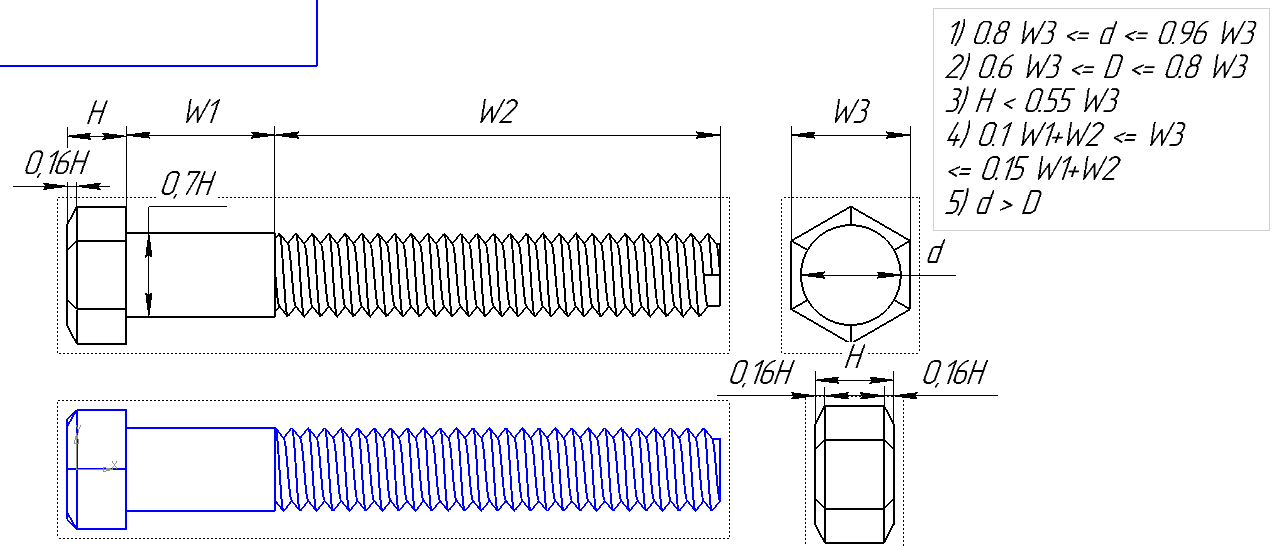 1) 0.8 W3 <= d <= 0.96 W3
2) 0.6 W3 <= D <= 0.8 W3
3) H < 0.55 W3
4) 0.1 W1+W2 <= W3
<= 0.15 W1+W2
5) d > D
H
W1
W2
W3
0,16H
0,7H
d
H
0,16H
0,16H
Y
X